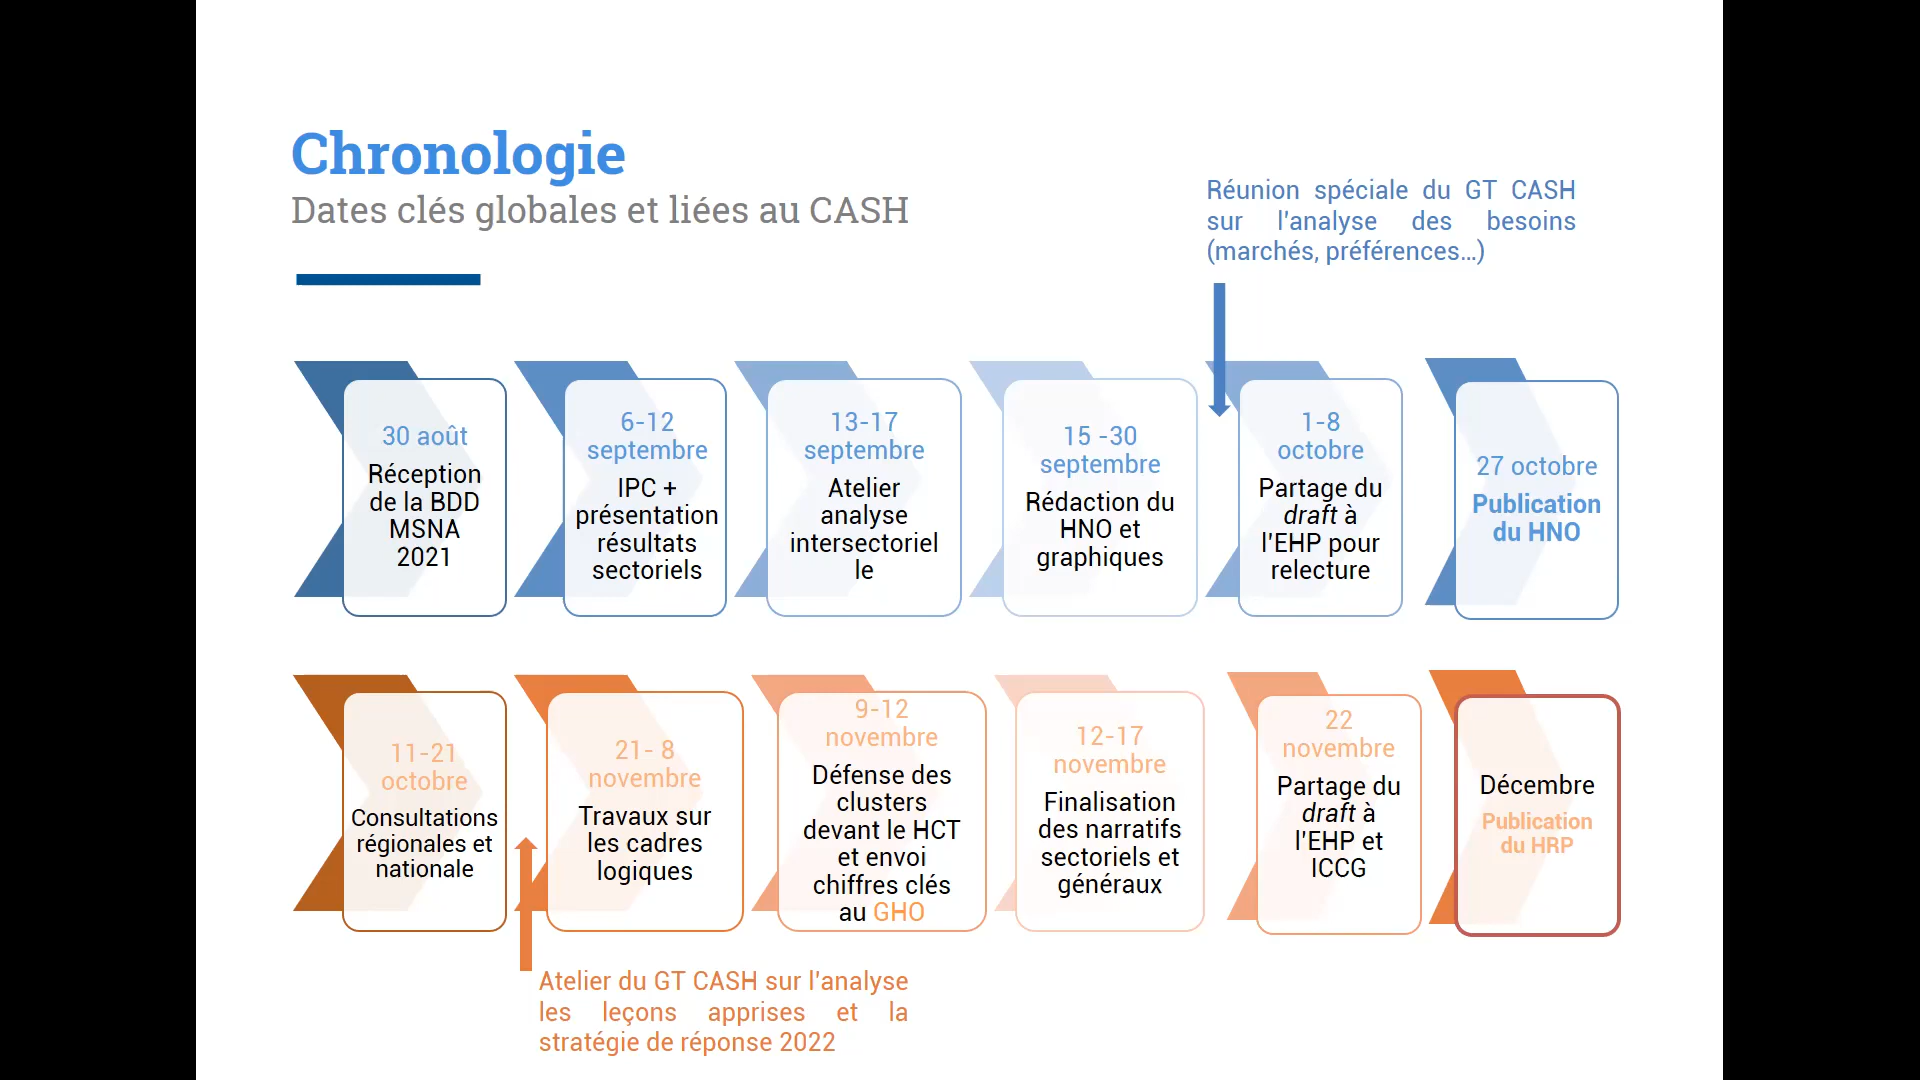 Chronologie
Dates clés globales et liées au CASH
Réunion spéciale du GT CASH
sur l'analyse des besoins
(marchés, préférences...)
30 août
Réception
de la BDD
MSNA
2021
6-12
septembre
IPC +
présentation
résultats
sectoriels
13-17
septembre
Atelier
analyse
intersectoriel
le
15 -30
septembre
Rédaction du
HNO et
graphiques
1-8
octobre
Partage du
draft à
l'EHP pour
relecture
27 octobre
Publication
du HNO
11-21
octobre
Consultations
régionales et
nationale
21- 8
novembre
Travaux sur
les cadres
logiques
9-12
novembre
Défense des
clusters
devant le HCT
et envoi
chiffres clés
au GHO
12-17
novembre
Finalisation
des narratifs
sectoriels et
généraux
22
novembre
Partage du
draft à
l'EHP et
ICCG
Décembre
Publication
du HRP
Atelier du GT CASH sur l'analyse
les leçons apprises et la
stratégie de réponse 2022